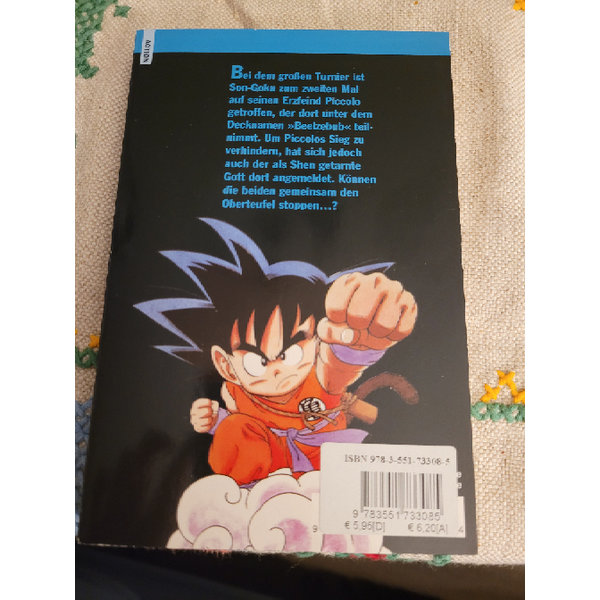 ACTION
Bei dem großen Turnier ist
Son-Goku zum zweiten Mal
auf seinen Erzfeind Piccolo
getroffen, der dort unter dem
Decknamen »Beelzebub« teil-
nimmt. Um Piccolos Sieg zu
verhindern, hat sich jedoch
auch der als Shen getarnte
Gott dort angemeldet. Können
die beiden gemeinsam den
Oberteufel stoppen...?
ISBN 978-3-551-73308-5
9 783551 733085
€ 5,95[D] € 6,20[A]